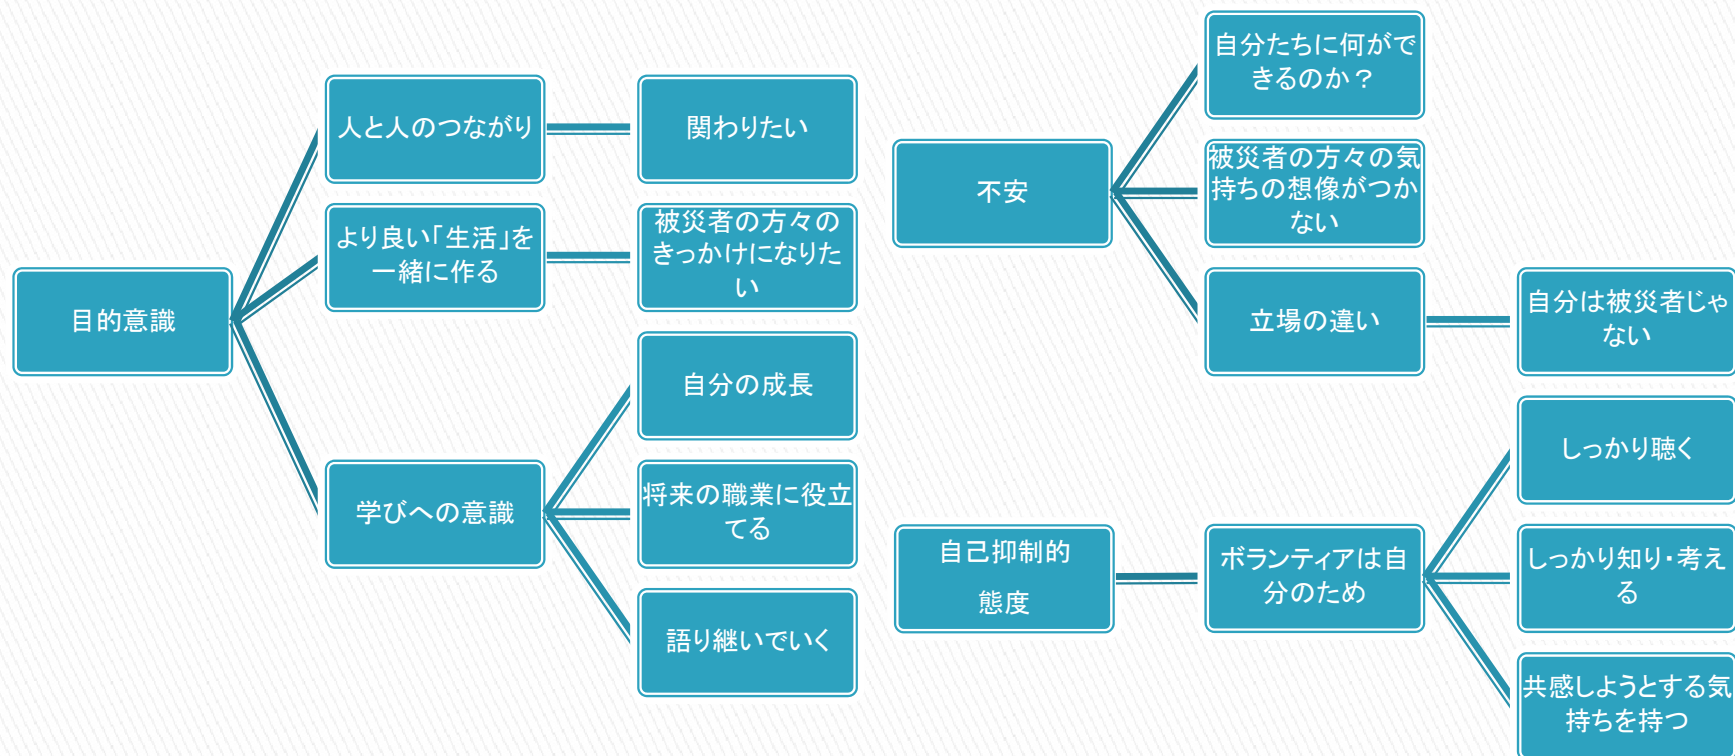 目的意識
人と人のつながり
関わりたい
より良い「生活」を
一緒に作る
被災者の方々の
きっかけになりた
い
学びへの意識
自分の成長
将来の職業に役立
てる
語り継いでいく
不安
自分たちに何がで
きるのか？
被災者の方々の気
持ちの想像がつか
ない
立場の違い
自分は被災者じゃ
ない
自己抑制的
態度
ボランティアは自
分のため
しっかり聴く
しっかり知り・考え
る
共感しようとする気
持ちを持つ